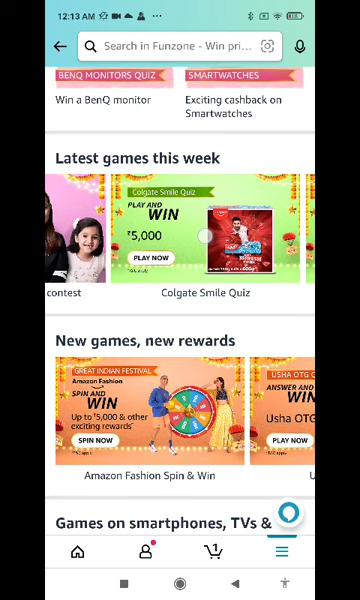 12:13 AM
Search in Funzone - Win pri...
BENQ MONITORS QUIZ
SMARTWATCHES
Win a BenQ monitor
Exciting cashback on
Smartwatches
Latest games this week
Colgate Smile Quiz
PLAY AND
WIN
₹5,000
PLAY NOW
contest
Colgate Smile Quiz
New games, new rewards
GREAT INDIAN FESTIVAL
Amazon Fashion
SPIN AND
WIN
Up to ₹5,000 & other
exciting rewards*
SPIN NOW
USHA OTG
ANSWER AND
WIN
Usha OTG
PLAY NOW
Amazon Fashion Spin & Win
U
Games on smartphones, TVs &
1